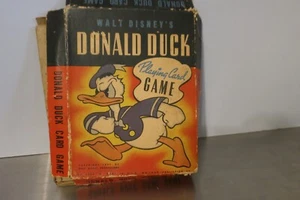 WALT DISNEY'S
DONALD DUCK
Playing Card
GAME
DONALD DUCK CARD GAME